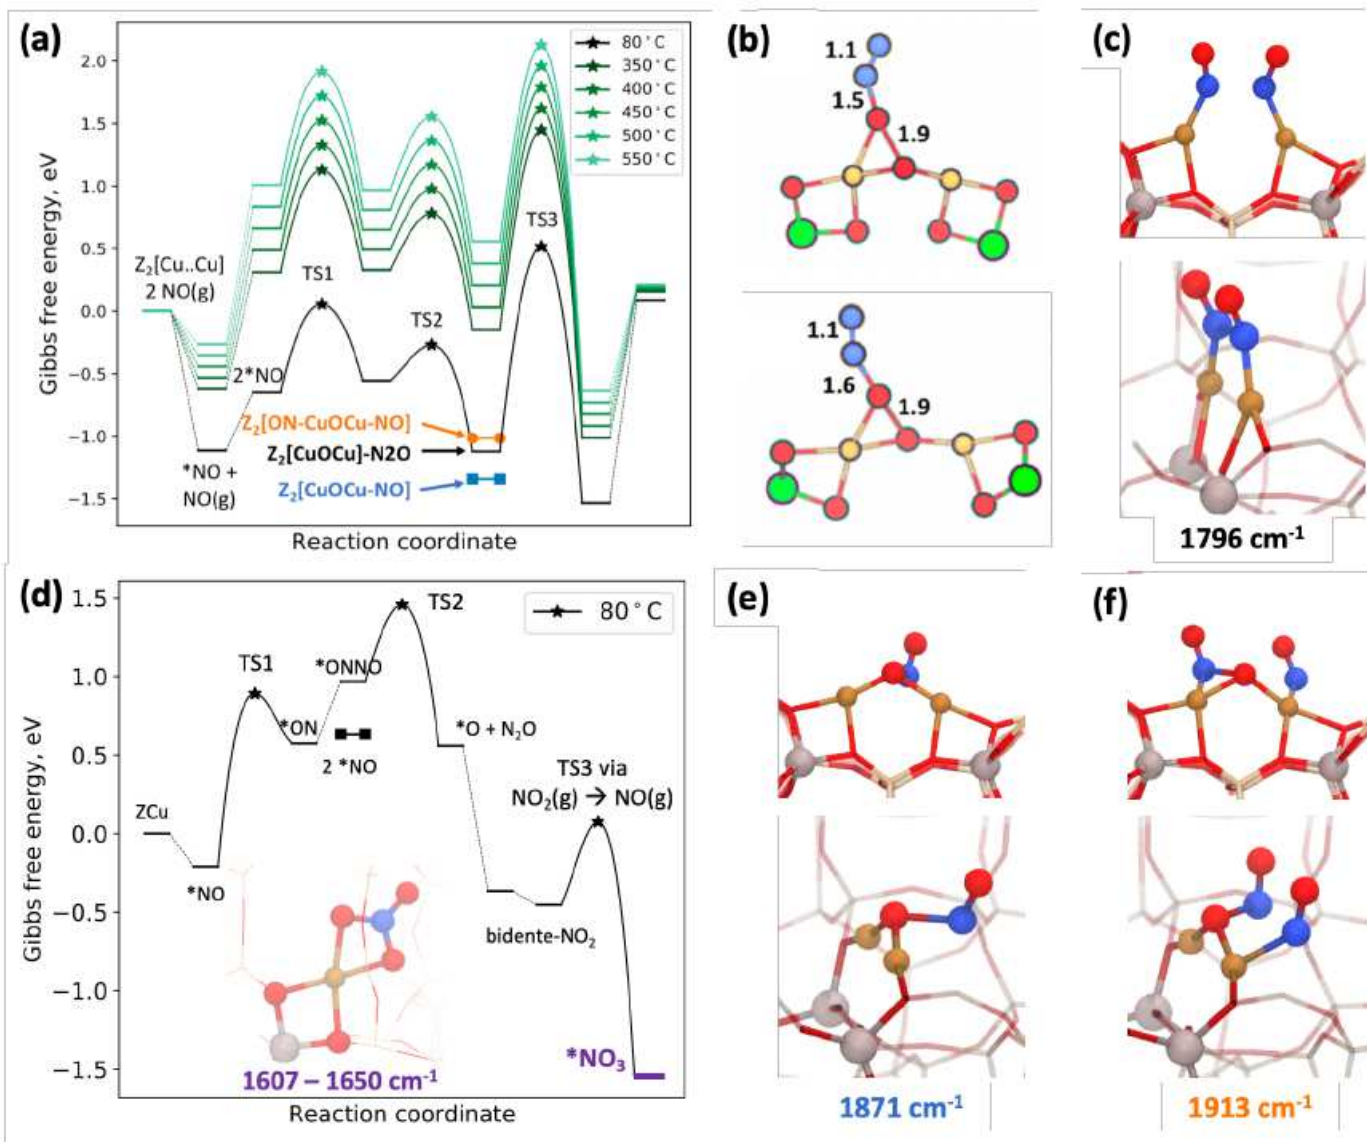 (a)
Gibbs free energy, eV
2.0
1.5
1.0
0.5
0.0
−0.5
−1.0
−1.5
80°C
350°C
400°C
450°C
500°C
550°C
Z₂[Cu..Cu]
2 NO(g)
TS1
TS2
TS3
2*NO
*NO +
NO(g)
Z₂[ON-CuOCu-NO]
Z₂[CuOCu]-N2O
Z₂[CuOCu-NO]
Reaction coordinate
(b)
1.1
1.5
1.9
1.1
1.6
1.9
(c)
1796 cm⁻¹
(d)
Gibbs free energy, eV
1.5
1.0
0.5
0.0
−0.5
−1.0
−1.5
80°C
ZCu
*NO
TS1
*ON
*ONNO
2 *NO
TS2
*O + N₂O
bidente-NO₂
TS3 via
NO₂(g) → NO(g)
*NO₃
1607 – 1650 cm⁻¹
Reaction coordinate
(e)
1871 cm⁻¹
(f)
1913 cm⁻¹